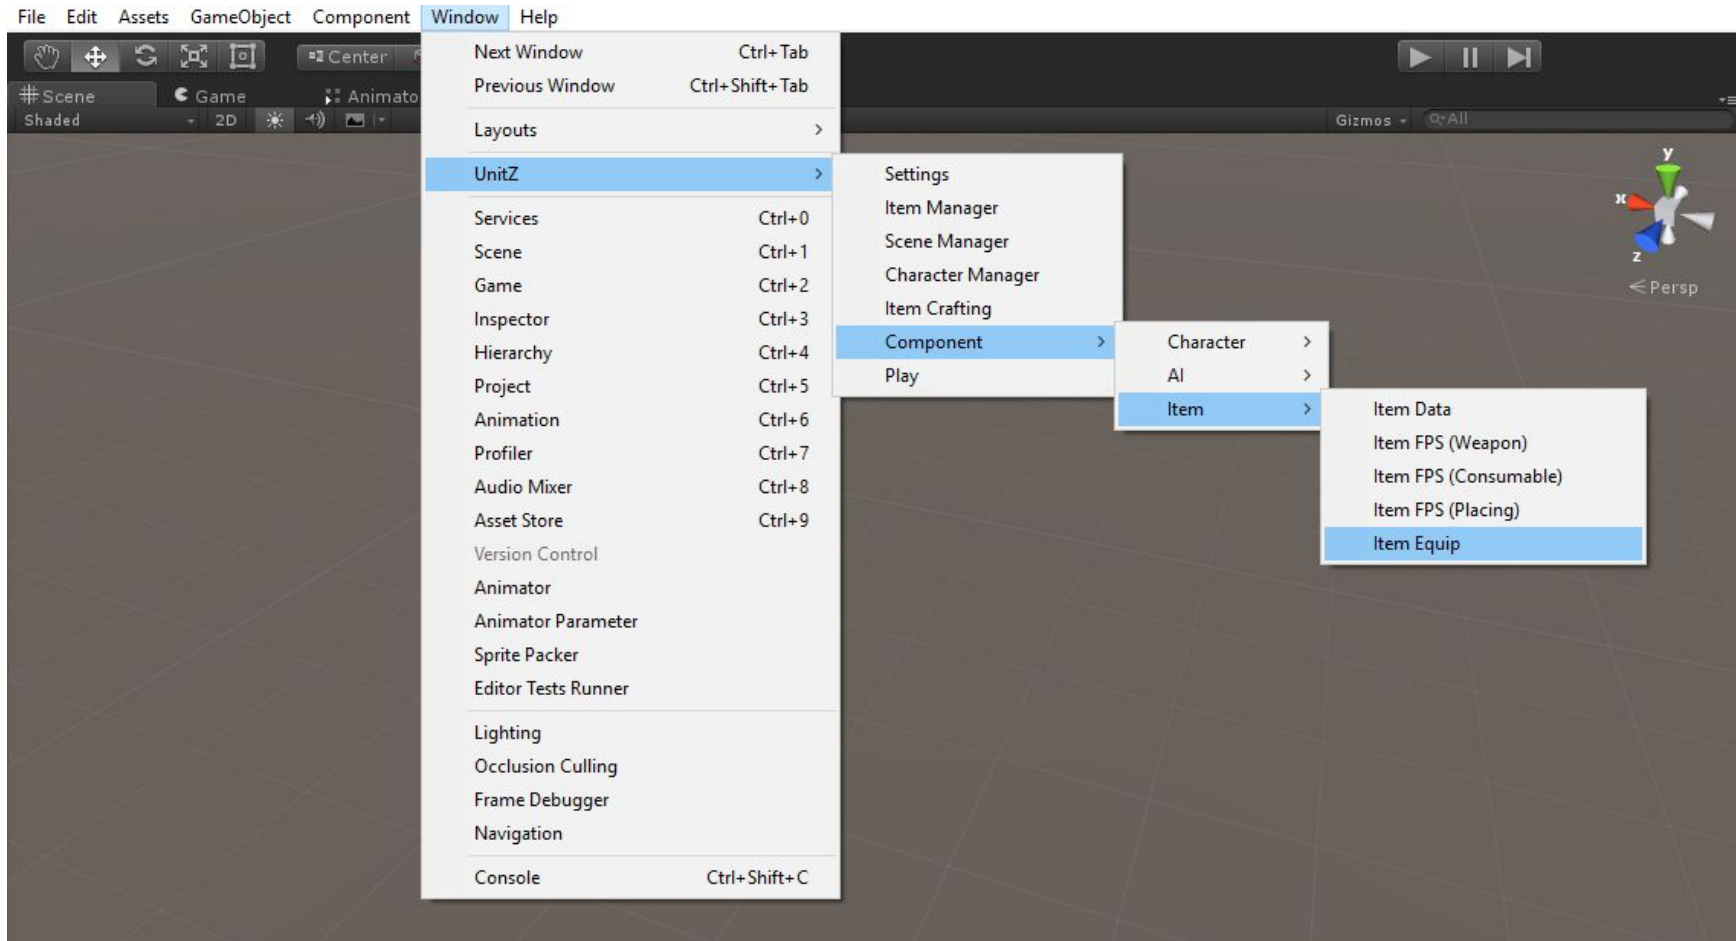 File Edit Assets GameObject Component Window Help
Center
Scene Game Animato
Shaded 2D Gizmos All
Next Window Ctrl+Tab
Previous Window Ctrl+Shift+Tab
Layouts
UnitZ
Services Ctrl+0
Scene Ctrl+1
Game Ctrl+2
Inspector Ctrl+3
Hierarchy Ctrl+4
Project Ctrl+5
Animation Ctrl+6
Profiler Ctrl+7
Audio Mixer Ctrl+8
Asset Store Ctrl+9
Version Control
Animator
Animator Parameter
Sprite Packer
Editor Tests Runner
Lighting
Occlusion Culling
Frame Debugger
Navigation
Console Ctrl+Shift+C
Settings
Item Manager
Scene Manager
Character Manager
Item Crafting
Component
Play
Character
AI
Item
Item Data
Item FPS (Weapon)
Item FPS (Consumable)
Item FPS (Placing)
Item Equip
y
x
z
Persp